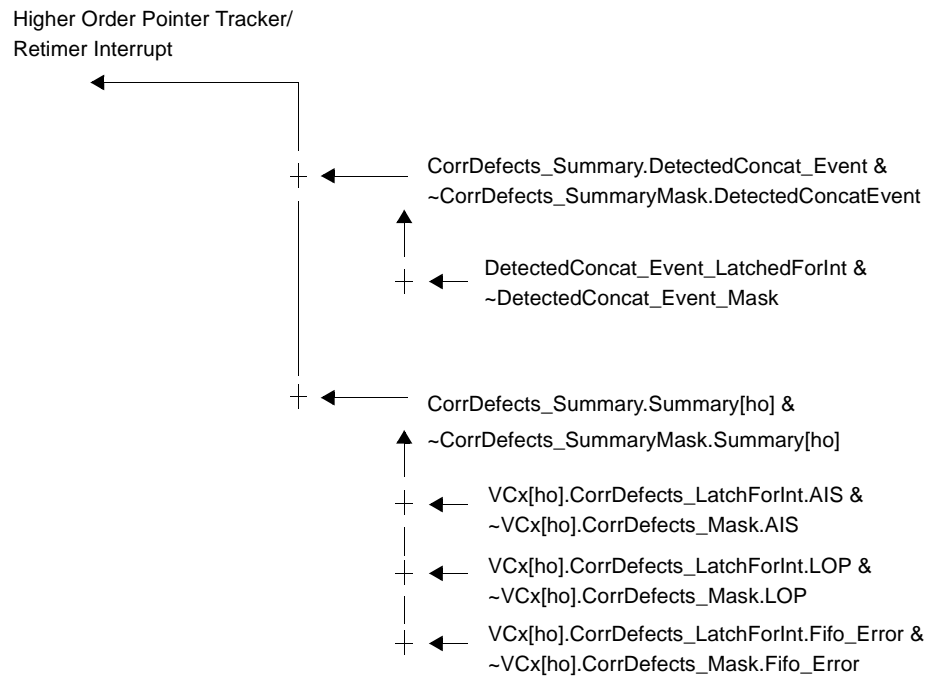 Higher Order Pointer Tracker/
Retimer Interrupt
CorrDefects_Summary.DetectedConcat_Event &
~CorrDefects_SummaryMask.DetectedConcatEvent
DetectedConcat_Event_LatchedForInt &
~DetectedConcat_Event_Mask
CorrDefects_Summary.Summary[ho] &
~CorrDefects_SummaryMask.Summary[ho]
VCx[ho].CorrDefects_LatchForInt.AIS &
~VCx[ho].CorrDefects_Mask.AIS
VCx[ho].CorrDefects_LatchForInt.LOP &
~VCx[ho].CorrDefects_Mask.LOP
VCx[ho].CorrDefects_LatchForInt.Fifo_Error &
~VCx[ho].CorrDefects_Mask.Fifo_Error